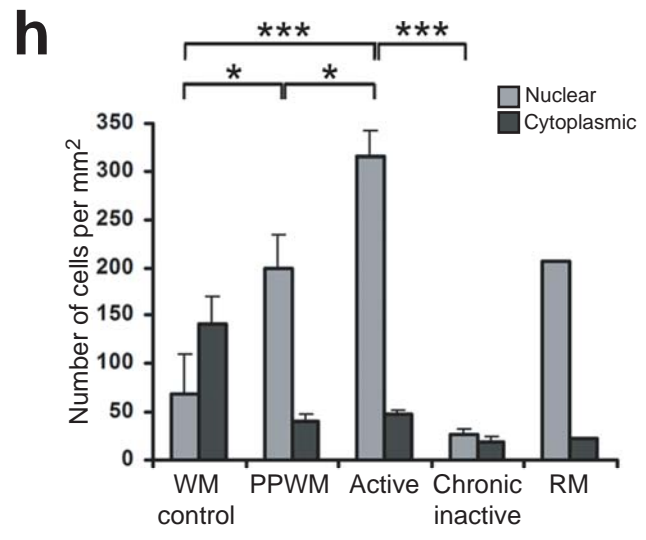 h
*** ***
* *
Nuclear
Cytoplasmic
Number of cells per mm²
350
300
250
200
150
100
50
0
WM control
PPWM
Active
Chronic inactive
RM